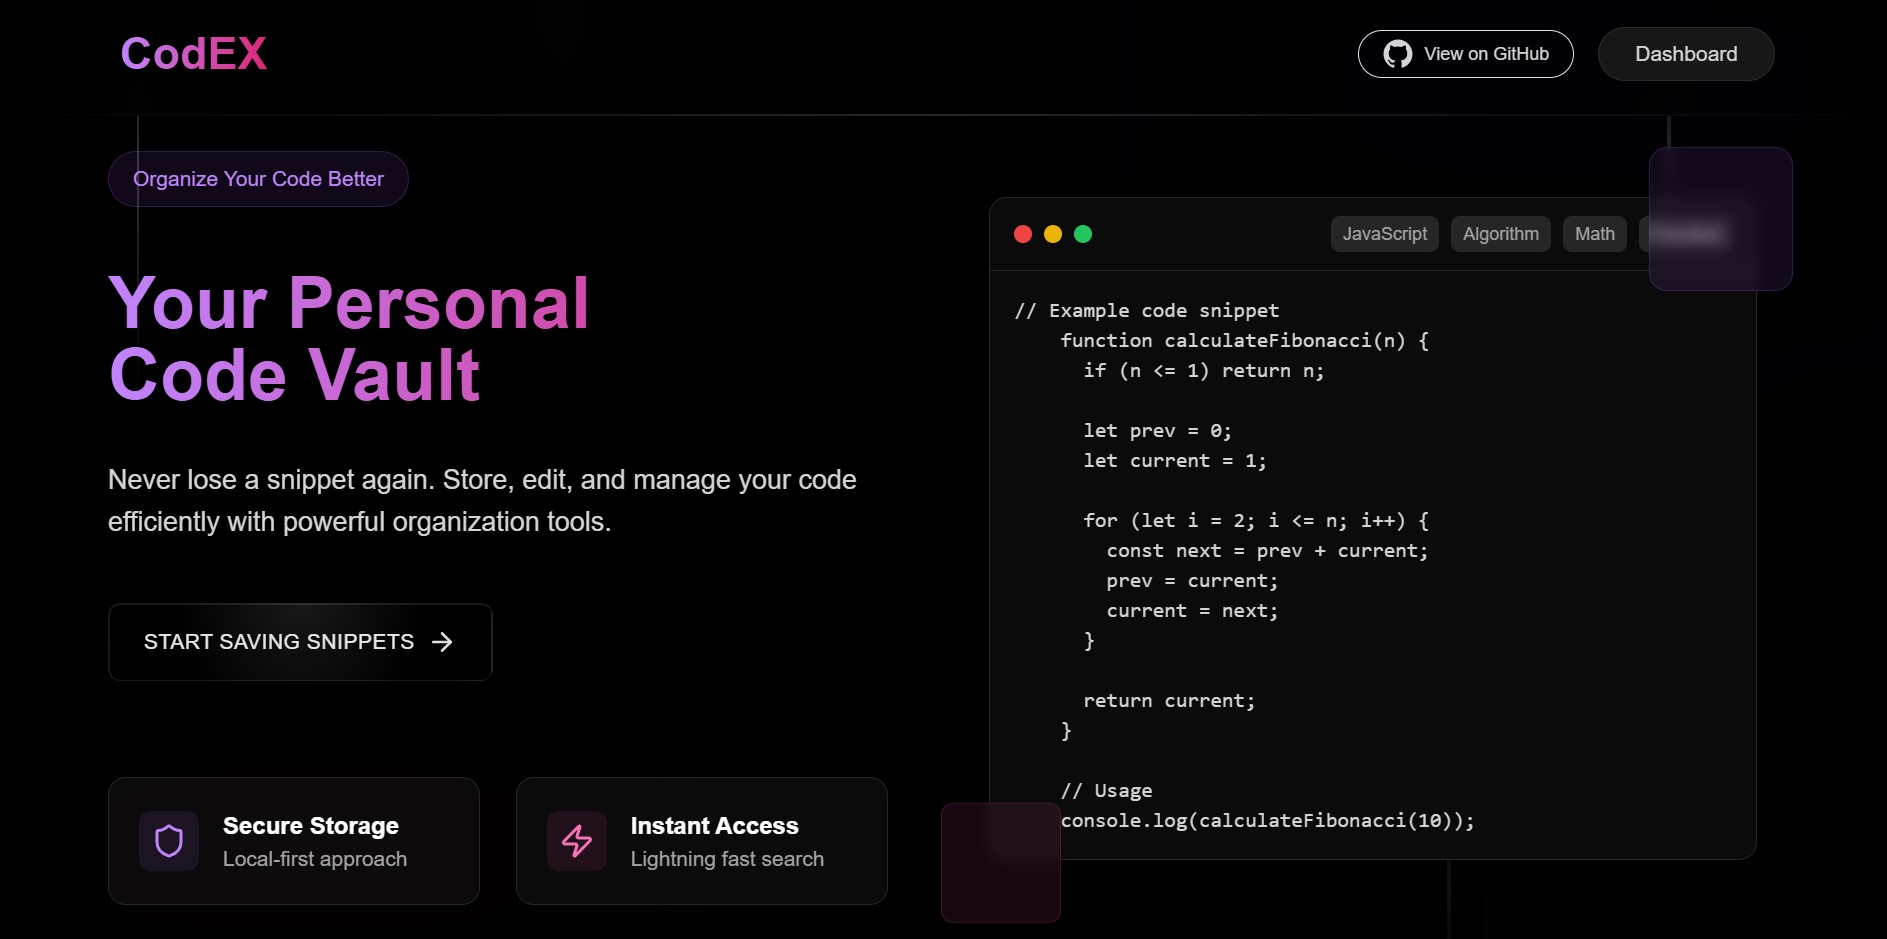 CodEX
View on GitHub
Dashboard
Organize Your Code Better
Your Personal
Code Vault
Never lose a snippet again. Store, edit, and manage your code
efficiently with powerful organization tools.
START SAVING SNIPPETS
Secure Storage
Local-first approach
Instant Access
Lightning fast search
JavaScript
Algorithm
Math
// Example code snippet
    function calculateFibonacci(n) {
      if (n <= 1) return n;

      let prev = 0;
      let current = 1;

      for (let i = 2; i <= n; i++) {
        const next = prev + current;
        prev = current;
        current = next;
      }

      return current;
    }

    // Usage
    console.log(calculateFibonacci(10));